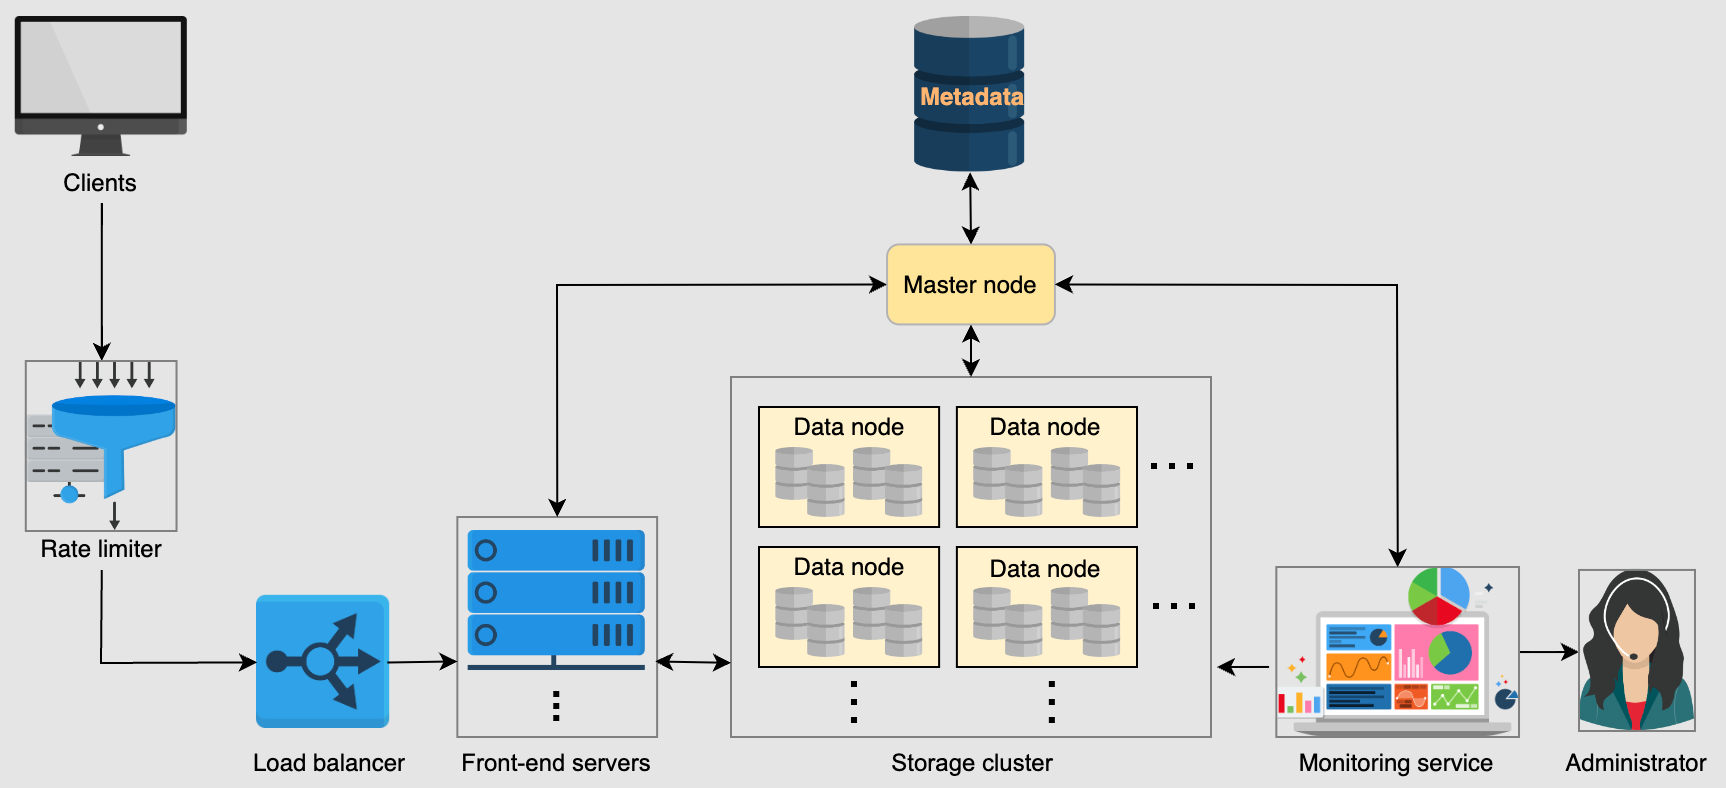 Metadata
Clients
Master node
Data node
Data node
Rate limiter
Data node
Data node
Load balancer
Front-end servers
Storage cluster
Monitoring service
Administrator